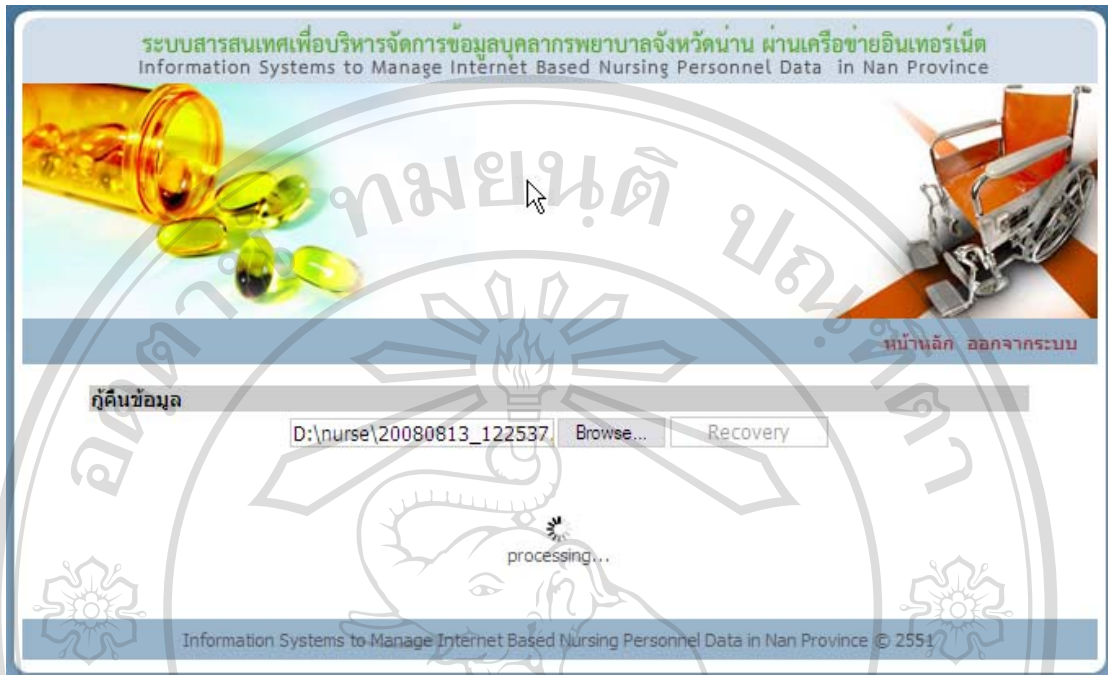 ระบบสารสนเทศเพื่อบริหารจัดการข้อมูลบุคลากรพยาบาลจังหวัดน่าน ผ่านเครือข่ายอินเทอร์เน็ต
Information Systems to Manage Internet Based Nursing Personnel Data in Nan Province
หน้าหลัก ออกจากระบบ
กู้คืนข้อมูล
D:\nurse\20080813_122537. Browse... Recovery
processing...
Information Systems to Manage Internet Based Nursing Personnel Data in Nan Province © 2551